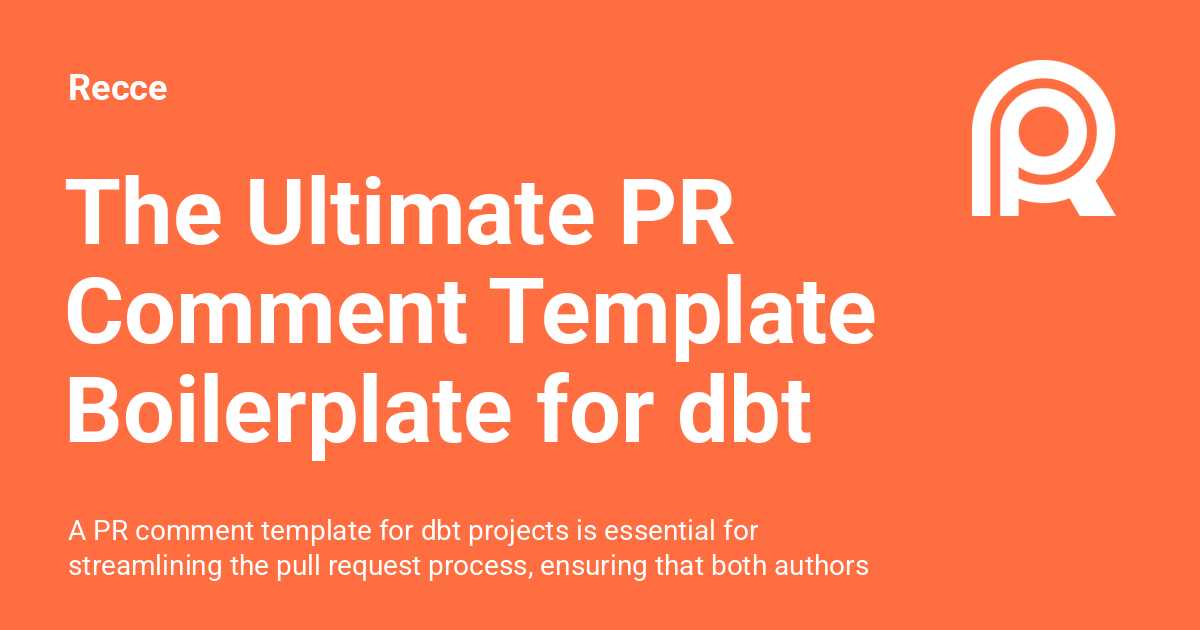 Recce
The Ultimate PR
Comment Template
Boilerplate for dbt
A PR comment template for dbt projects is essential for
streamlining the pull request process, ensuring that both authors